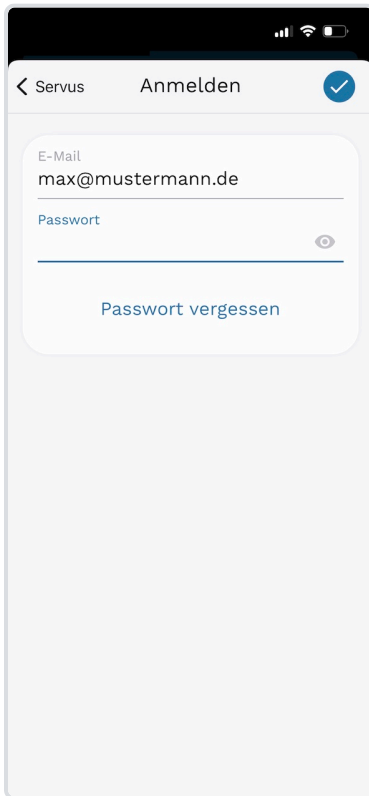 Servus Anmelden
E-Mail
max@mustermann.de
Passwort
Passwort vergessen